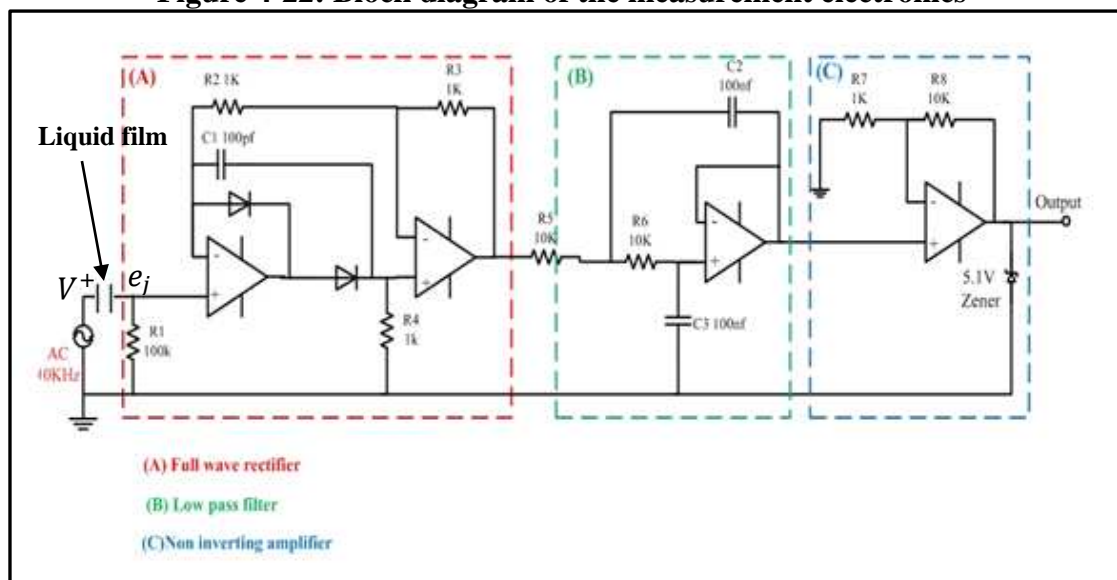 Figure 4-22: Block diagram of the measurement electronics
(A)
(B)
(C)
R2 1K
R3
1K
C2
100nf
R7
1K
R8
10K
Liquid film
C1 100pf
Output
R5
10K
R6
10K
V⁺
e_j
5.1V
Zener
R1
100k
R4
1k
C3 100nf
AC
40KHz
(A) Full wave rectifier
(B) Low pass filter
(C)Non inverting amplifier